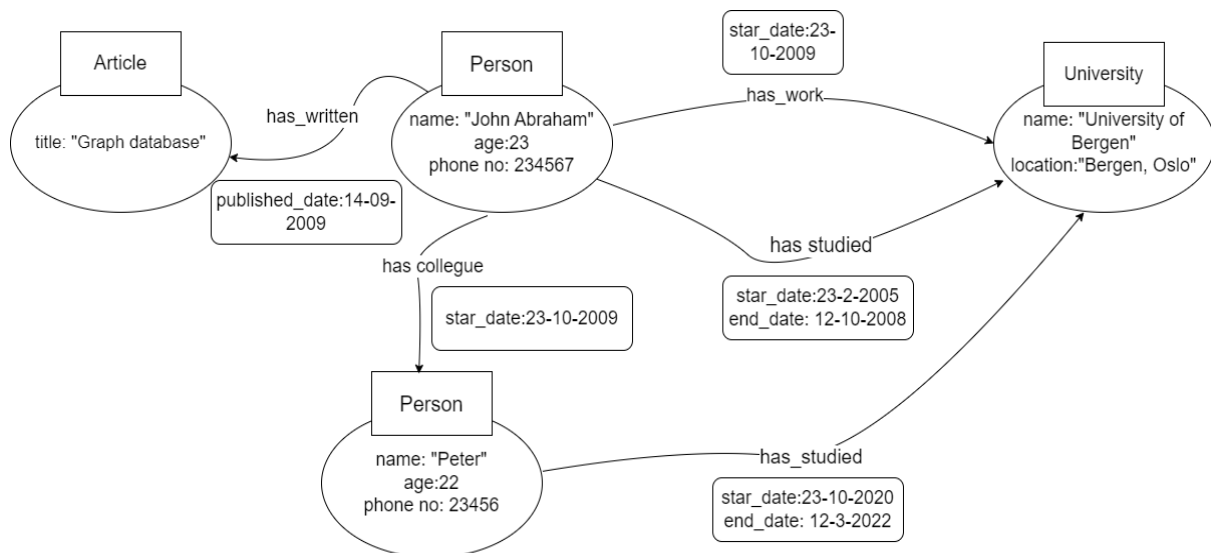 star_date:23-
10-2009
Article
Person
University
has_work
has_written
name: "John Abraham"
age:23
phone no: 234567
title: "Graph database"
name: "University of
Bergen"
location:"Bergen, Oslo"
published_date:14-09-
2009
has collegue
has studied
star_date:23-10-2009
star_date:23-2-2005
end_date: 12-10-2008
Person
name: "Peter"
age:22
phone no: 23456
has_studied
star_date:23-10-2020
end_date: 12-3-2022